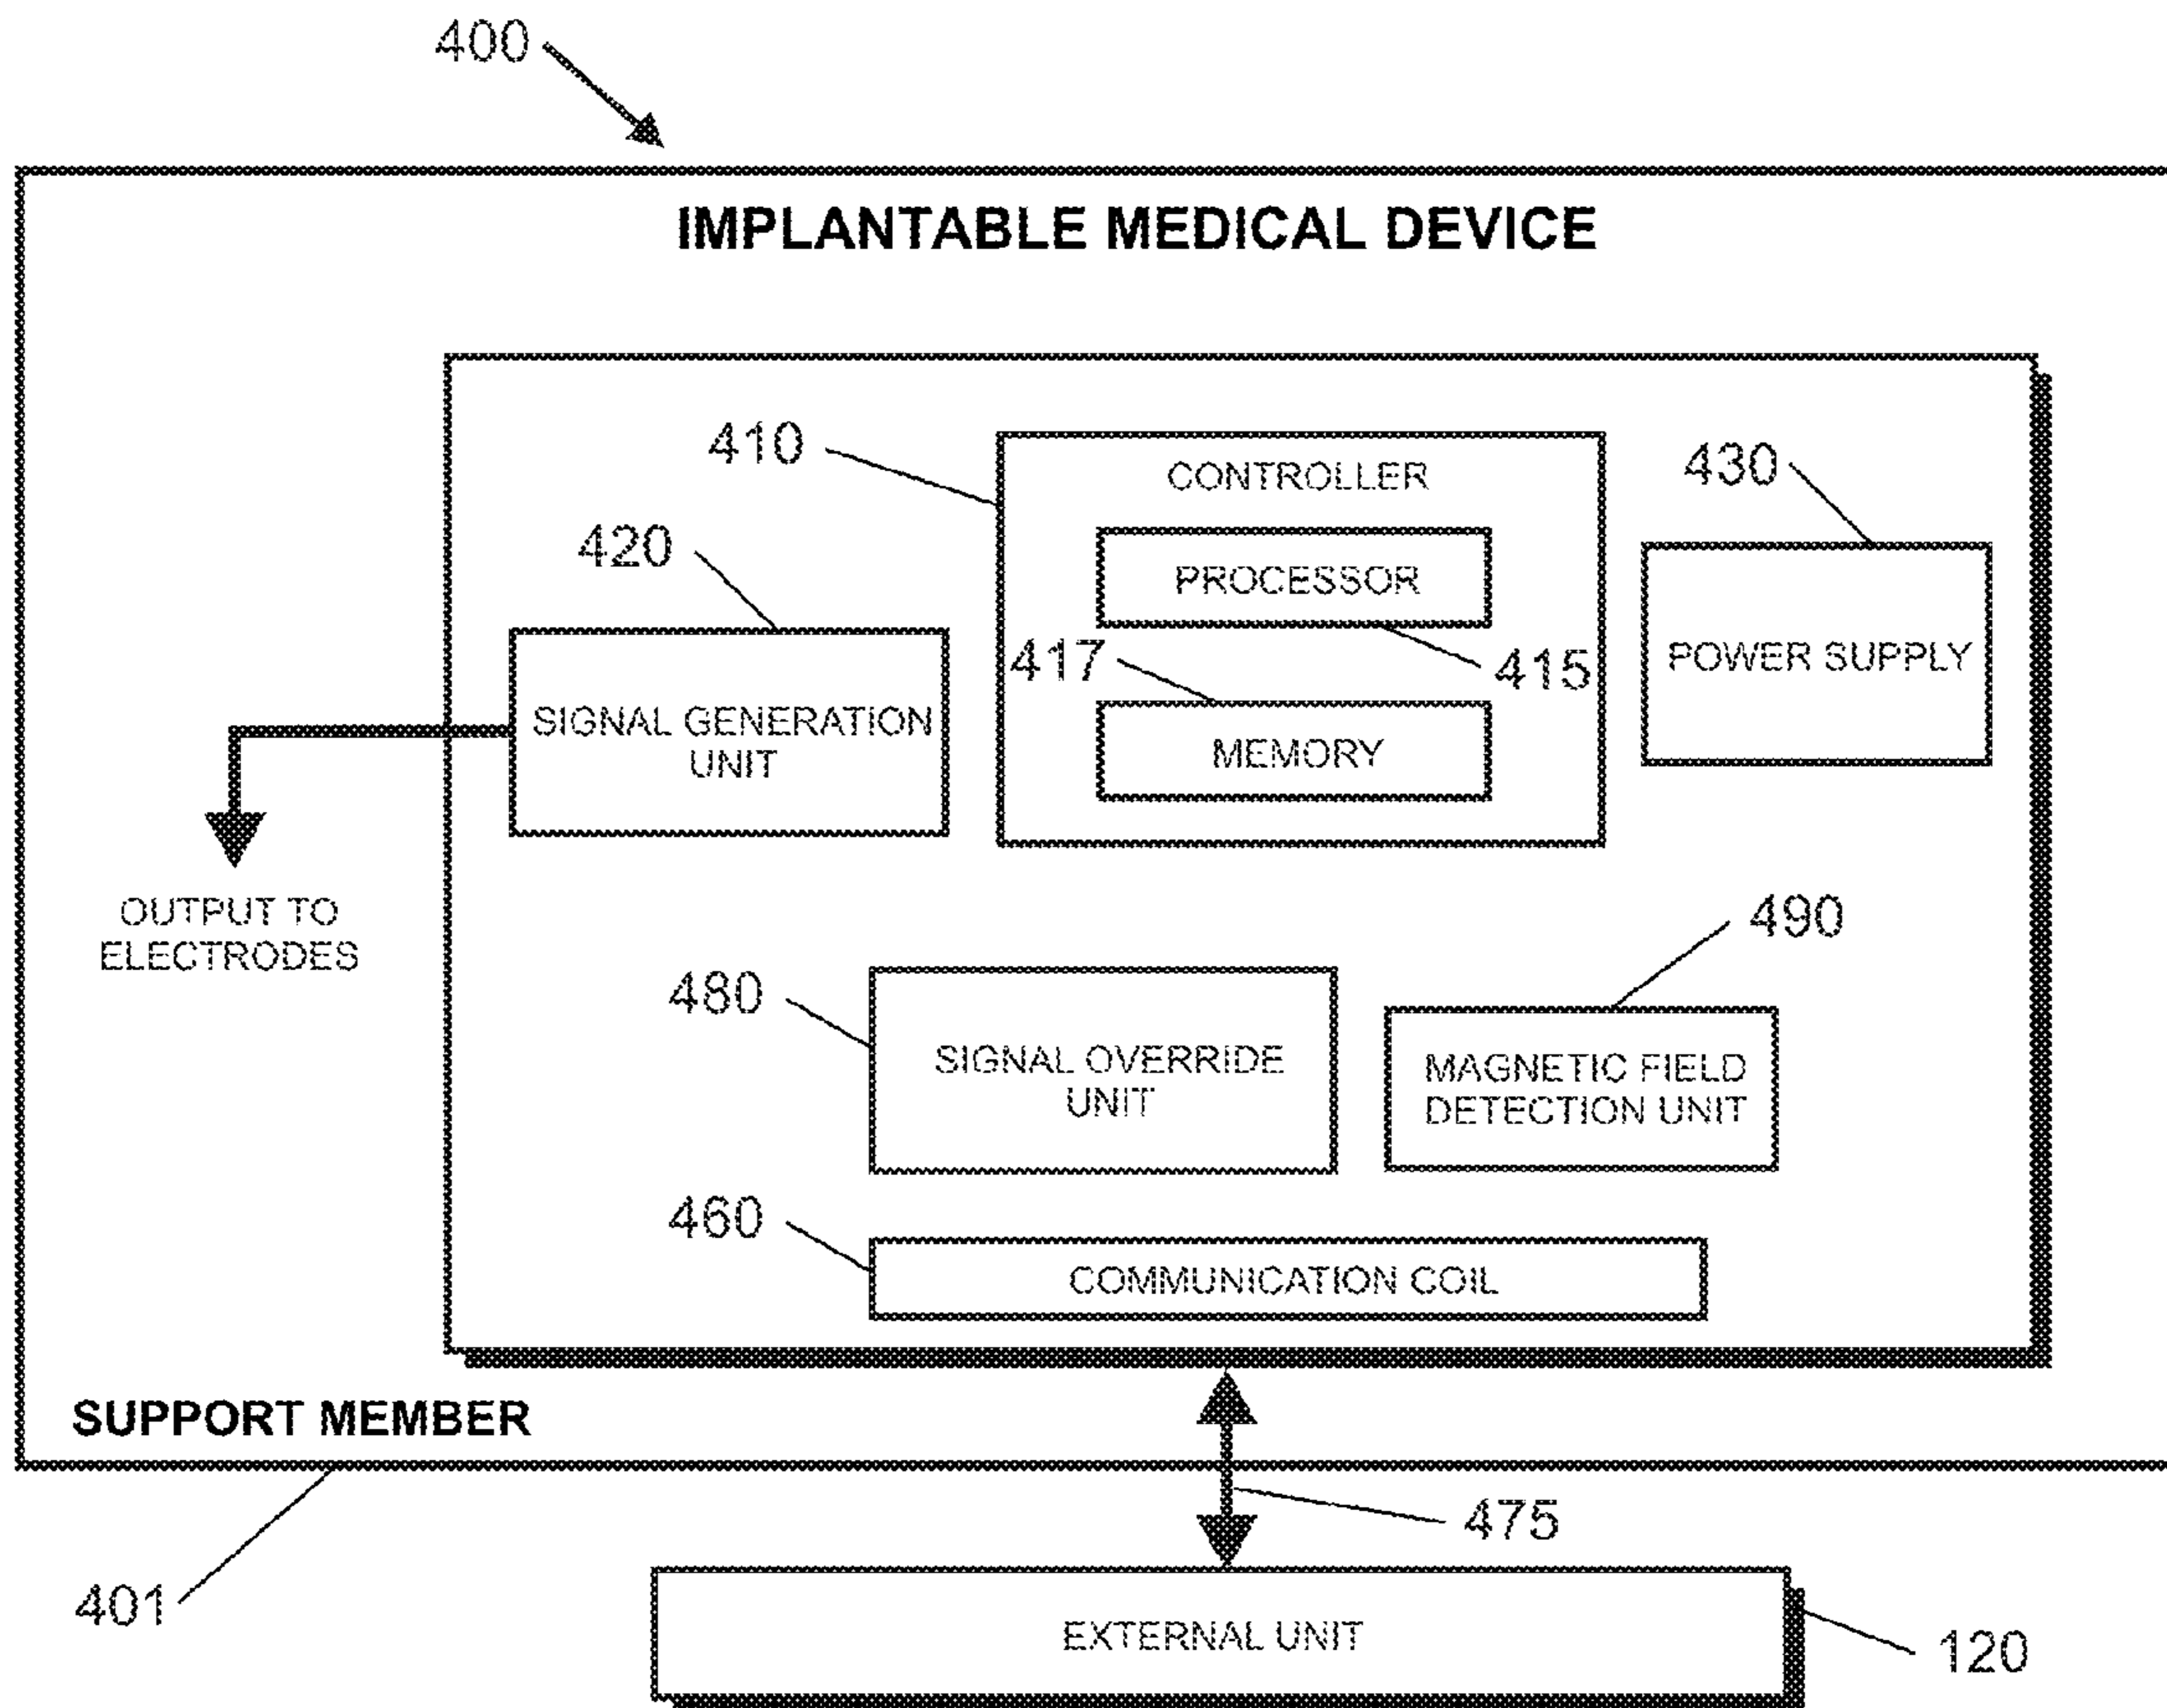 400
IMPLANTABLE MEDICAL DEVICE
410
CONTROLLER
430
420
PROCESSOR
417
415
POWER SUPPLY
SIGNAL GENERATION
UNIT
MEMORY
OUTPUT TO
ELECTRODES
490
480
SIGNAL OVERRIDE
UNIT
MAGNETIC FIELD
DETECTION UNIT
460
COMMUNICATION COIL
SUPPORT MEMBER
475
401
EXTERNAL UNIT
120